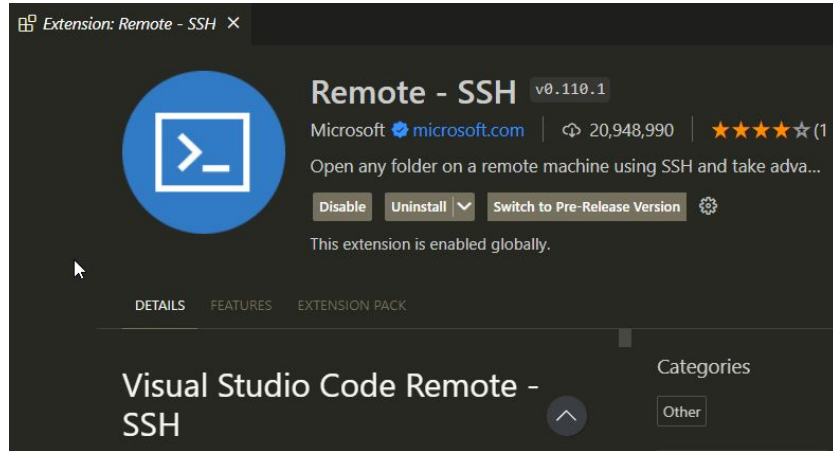 Extension: Remote - SSH
Remote - SSH v0.110.1
Microsoft microsoft.com 20,948,990 (1
Open any folder on a remote machine using SSH and take adva...
Disable Uninstall Switch to Pre-Release Version
This extension is enabled globally.
DETAILS FEATURES EXTENSION PACK
Visual Studio Code Remote -
SSH
Categories
Other